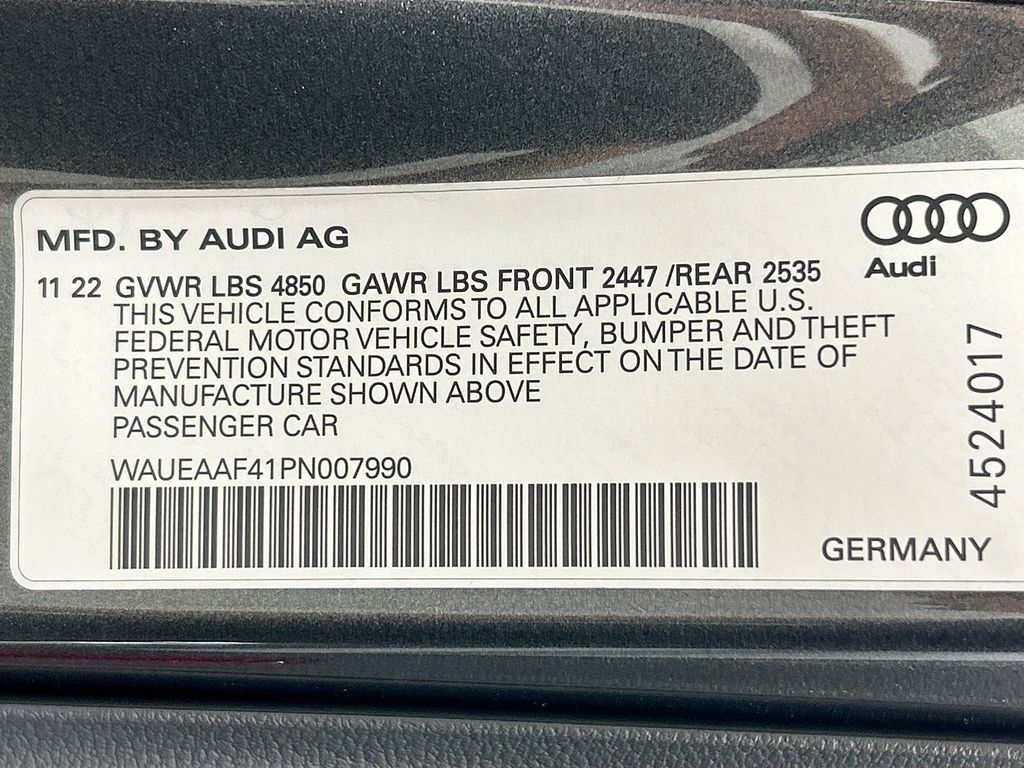 MFD. BY AUDI AG
Audi
11 22 GVWR LBS 4850 GAWR LBS FRONT 2447 /REAR 2535
THIS VEHICLE CONFORMS TO ALL APPLICABLE U.S.
FEDERAL MOTOR VEHICLE SAFETY, BUMPER AND THEFT
PREVENTION STANDARDS IN EFFECT ON THE DATE OF
MANUFACTURE SHOWN ABOVE
PASSENGER CAR
WAUEAAF41PN007990
4524017
GERMANY